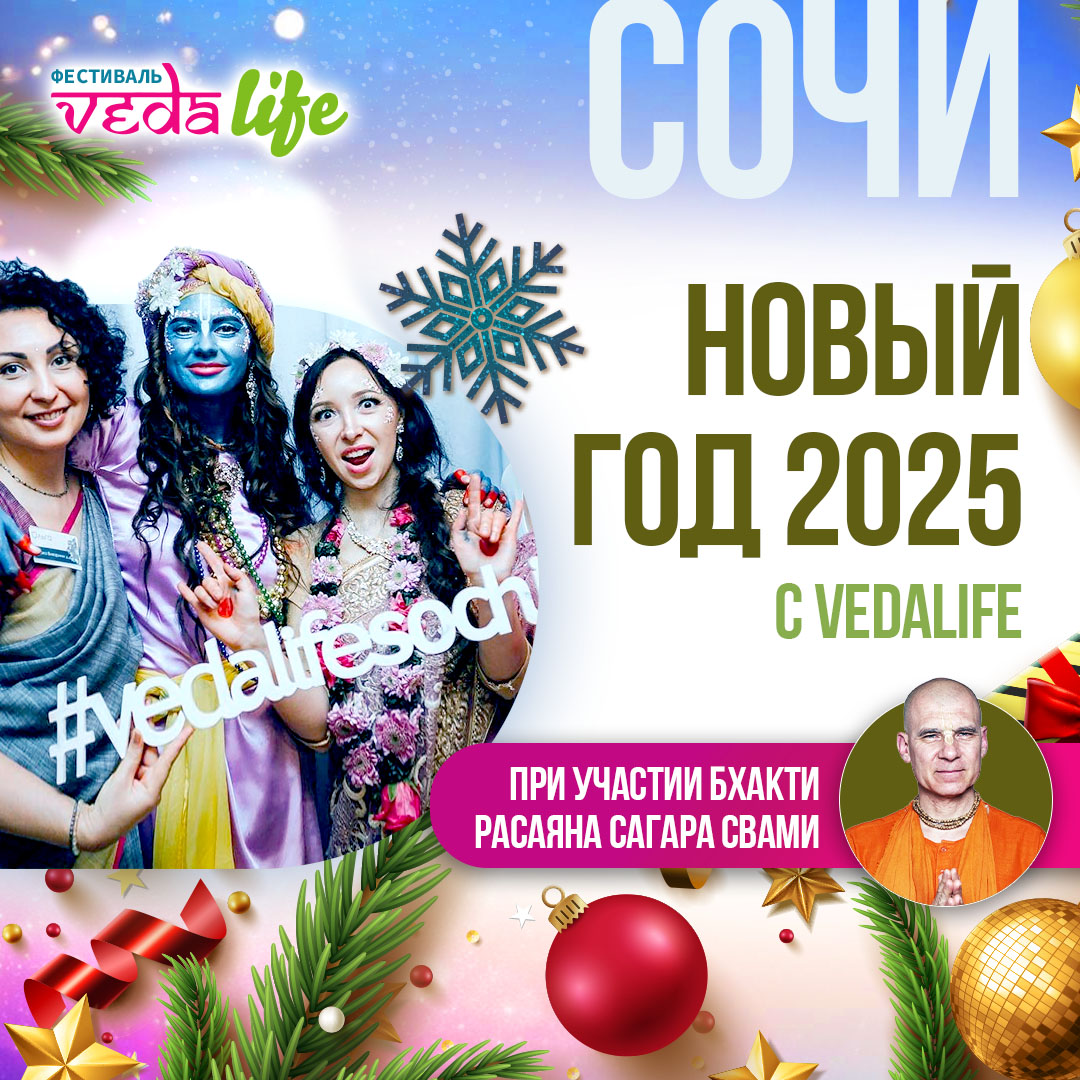 СОЧИ
ФЕСТИВАЛЬ
veda life
НОВЫЙ
ГОД 2025
С VEDALIFE
#vedalifesochi
ПРИ УЧАСТИИ БХАКТИ
РАСАЯНА САГАРА СВАМИ